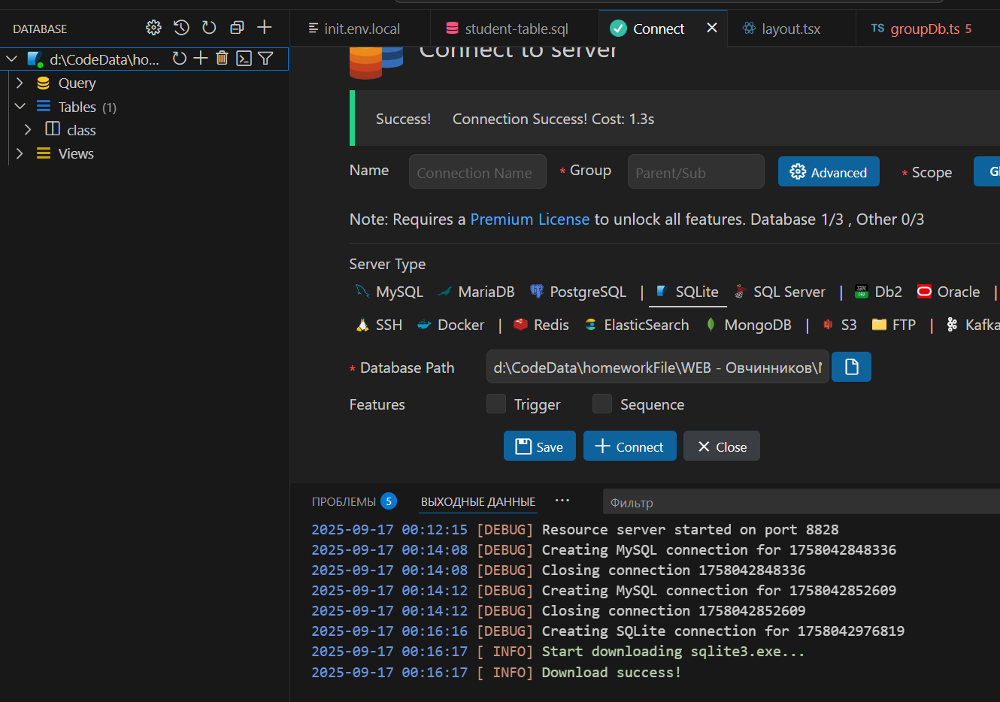 DATABASE
d:\CodeData\ho...
Query
Tables (1)
class
Views
init.env.local
student-table.sql
Connect
layout.tsx
TS groupDb.ts 5
Connect to server
Success! Connection Success! Cost: 1.3s
Name Connection Name * Group Parent/Sub Advanced * Scope
Note: Requires a Premium License to unlock all features. Database 1/3 , Other 0/3
Server Type
MySQL MariaDB PostgreSQL | SQLite SQL Server | Db2 Oracle |
SSH Docker | Redis ElasticSearch MongoDB | S3 FTP | Kafka
* Database Path d:\CodeData\homeworkFile\WEB - Овчинников\
Features Trigger Sequence
Save Connect Close
ПРОБЛЕМЫ 5 ВЫХОДНЫЕ ДАННЫЕ ... Фильтр
2025-09-17 00:12:15 [DEBUG] Resource server started on port 8828
2025-09-17 00:14:08 [DEBUG] Creating MySQL connection for 1758042848336
2025-09-17 00:14:08 [DEBUG] Closing connection 1758042848336
2025-09-17 00:14:12 [DEBUG] Creating MySQL connection for 1758042852609
2025-09-17 00:14:12 [DEBUG] Closing connection 1758042852609
2025-09-17 00:16:16 [DEBUG] Creating SQLite connection for 1758042976819
2025-09-17 00:16:17 [ INFO] Start downloading sqlite3.exe...
2025-09-17 00:16:17 [ INFO] Download success!